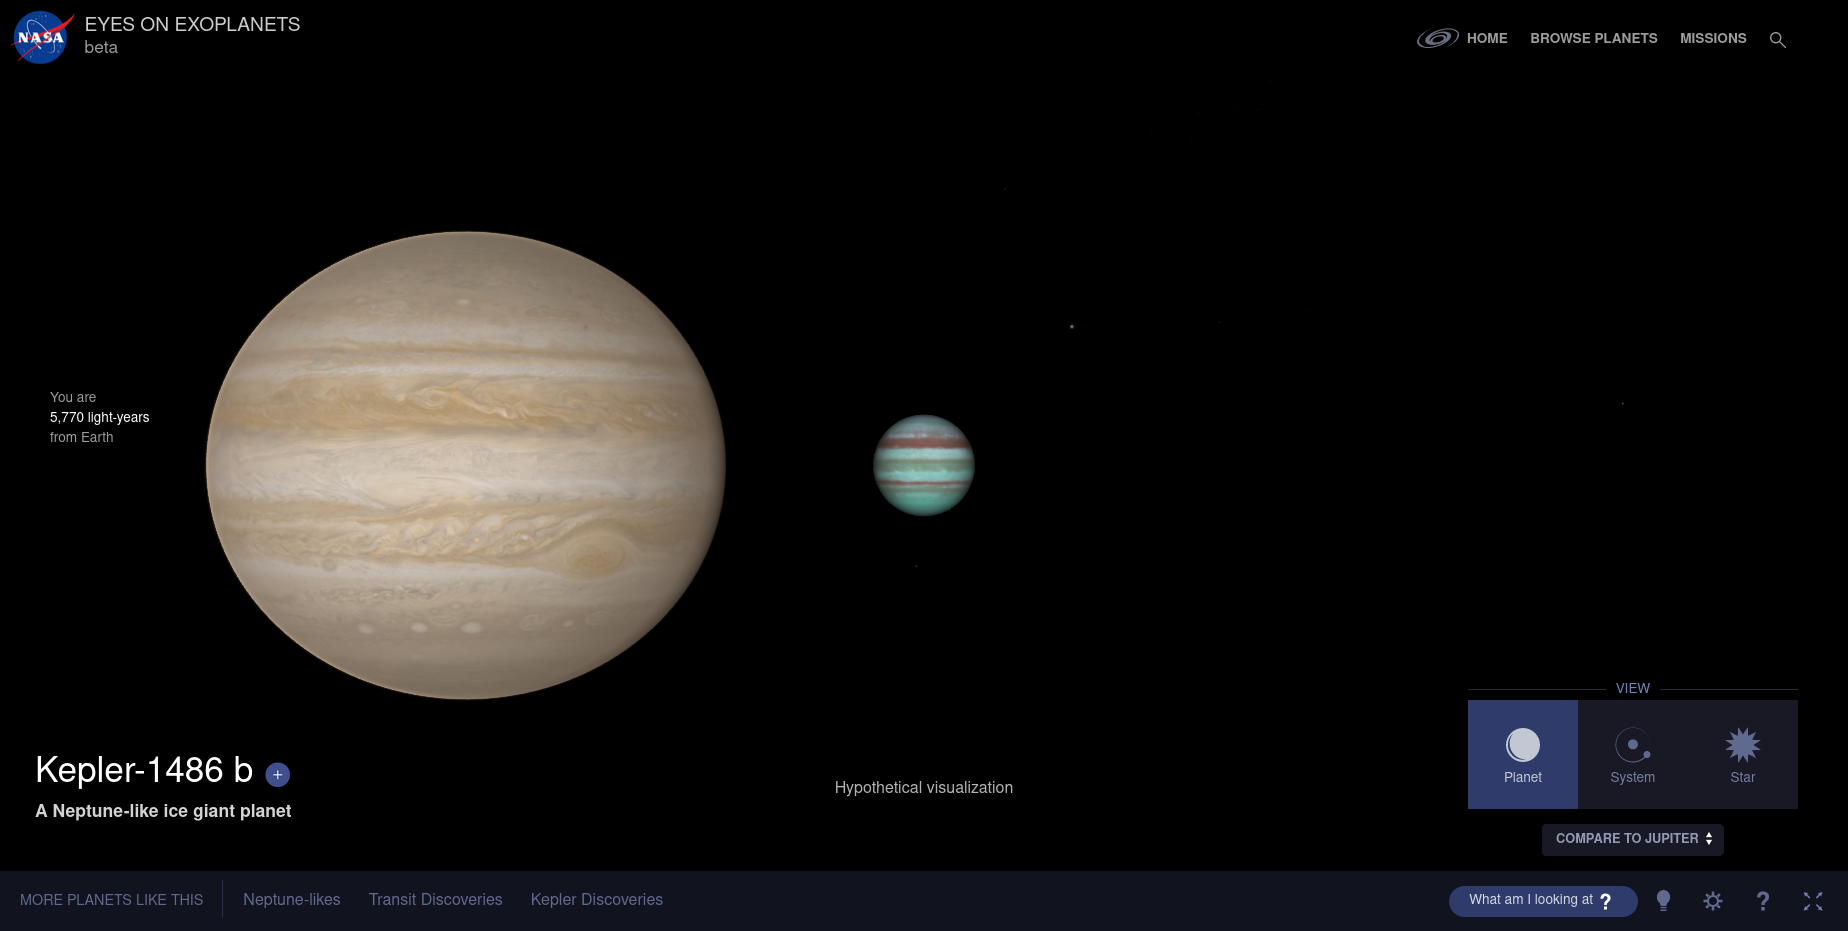 NASA
EYES ON EXOPLANETS
beta
HOME
BROWSE PLANETS
MISSIONS
You are
5,770 light-years
from Earth
VIEW
Planet
System
Star
COMPARE TO JUPITER
Kepler-1486 b +
A Neptune-like ice giant planet
Hypothetical visualization
MORE PLANETS LIKE THIS
Neptune-likes
Transit Discoveries
Kepler Discoveries
What am I looking at ?
?